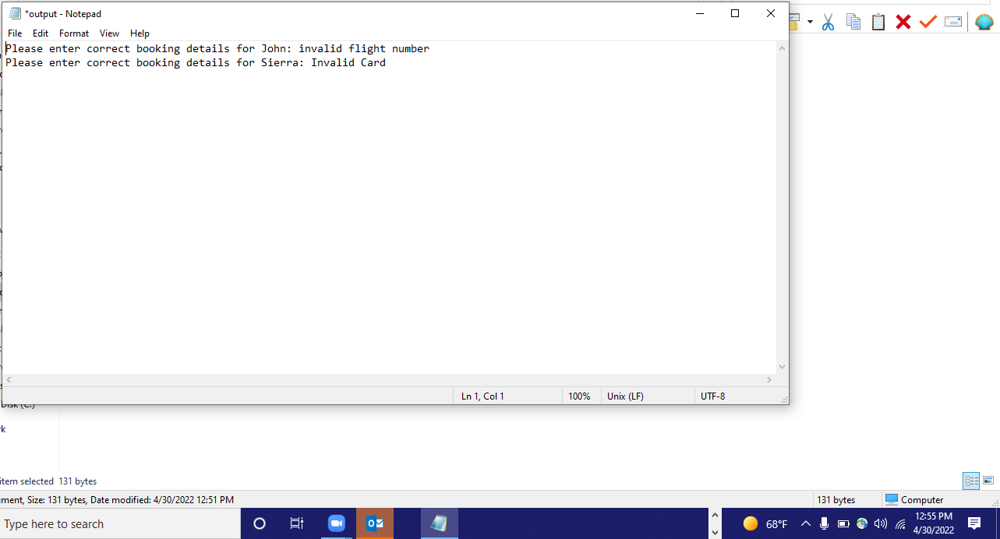 *output - Notepad
File Edit Format View Help
Please enter correct booking details for John: invalid flight number
Please enter correct booking details for Sierra: Invalid Card
Ln 1, Col 1 100% Unix (LF) UTF-8
Disk (C:)
item selected 131 bytes
Size: 131 bytes, Date modified: 4/30/2022 12:51 PM
131 bytes Computer
Type here to search
68°F
12:55 PM
4/30/2022